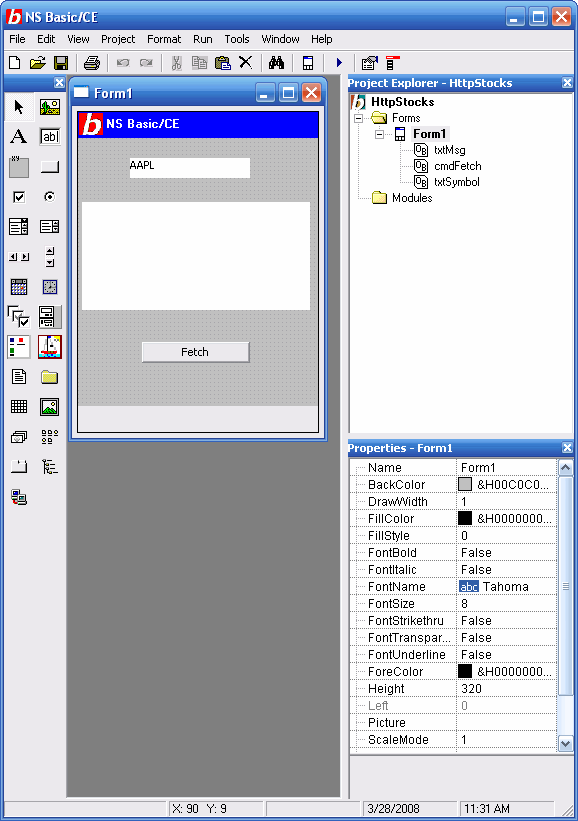 b NS Basic/CE
File Edit View Project Format Run Tools Window Help
Project Explorer - HttpStocks
HttpStocks
Forms
Form1
txtMsg
cmdFetch
txtSymbol
Modules
A ab
xy
Form1
b NS Basic/CE
AAPL
Fetch
Properties - Form1
Name Form1
BackColor &H00C0C0...
DrawWidth 1
FillColor &H0000000...
FillStyle 0
FontBold False
FontItalic False
FontName abc Tahoma
FontSize 8
FontStrikethru False
FontTranspar... False
FontUnderline False
ForeColor &H0000000...
Height 320
Left 0
Picture
ScaleMode 1
X: 90 Y: 9
3/28/2008
11:31 AM